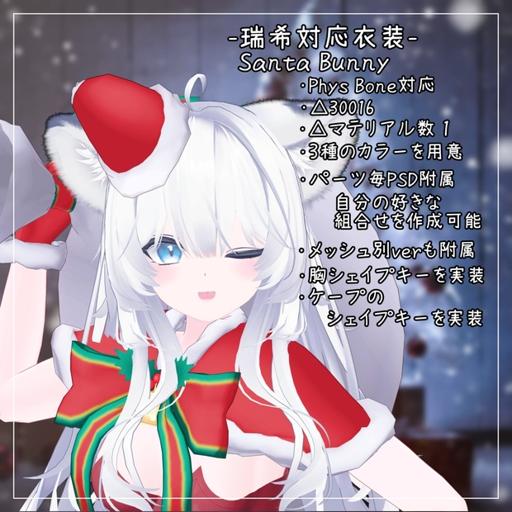 -瑞希対応衣装-
Santa Bunny
・Phys Bone対応
・△30016
・△マテリアル数 1
・3種のカラーを用意
・パーツ毎PSD附属
自分の好きな
組合せを作成可能
・メッシュ別verも附属
・胸シェイプキーを実装
・ケープの
シェイプキーを実装